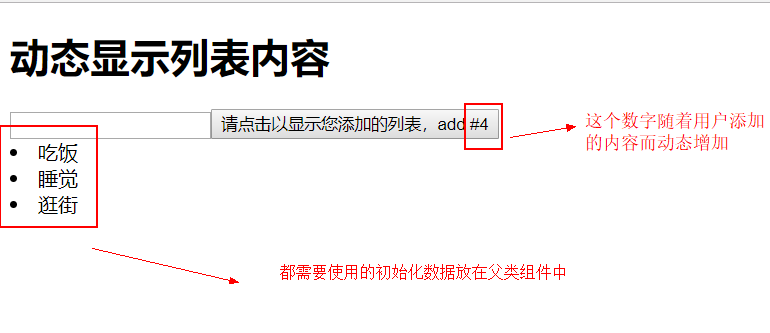 动态显示列表内容
请点击以显示您添加的列表，add #4
这个数字随着用户添加
的内容而动态增加
吃饭
睡觉
逛街
都需要使用的初始化数据放在父类组件中